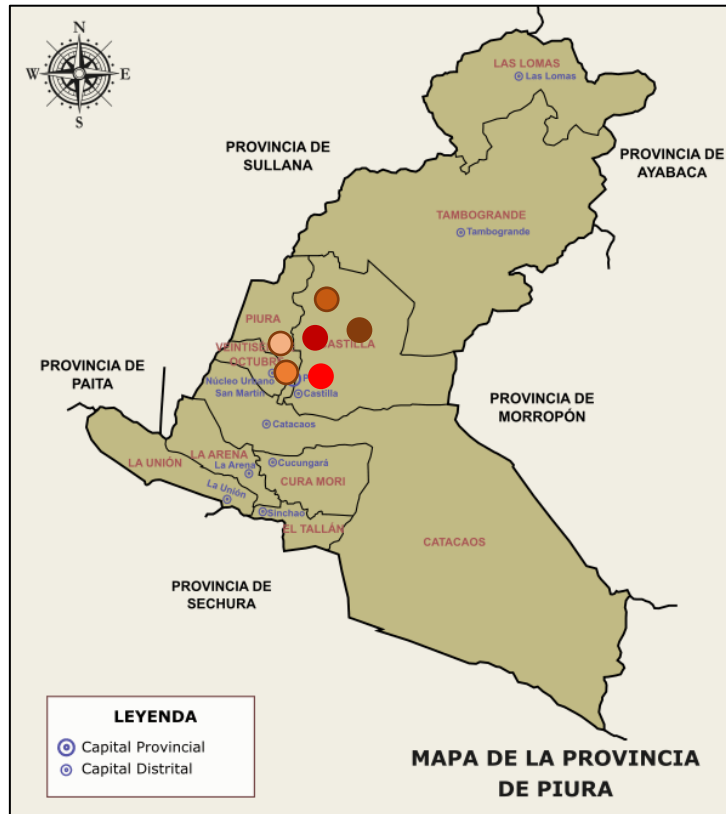 N
W
E
S
LAS LOMAS
Las Lomas
PROVINCIA DE
SULLANA
PROVINCIA DE
AYABACA
TAMBOGRANDE
Tambogrande
PIURA
OCTUBRE
PROVINCIA DE
PAITA
Núcleo Urbano
San Martín
Castilla
PROVINCIA DE
MORROPÓN
Catacaos
LA ARENA
LA UNIÓN
La Arena
Cucungará
CURA MORI
La Unión
Sinchao
EL TALLÁN
CATACAOS
PROVINCIA DE
SECHURA
LEYENDA
Capital Provincial
Capital Distrital
MAPA DE LA PROVINCIA
DE PIURA